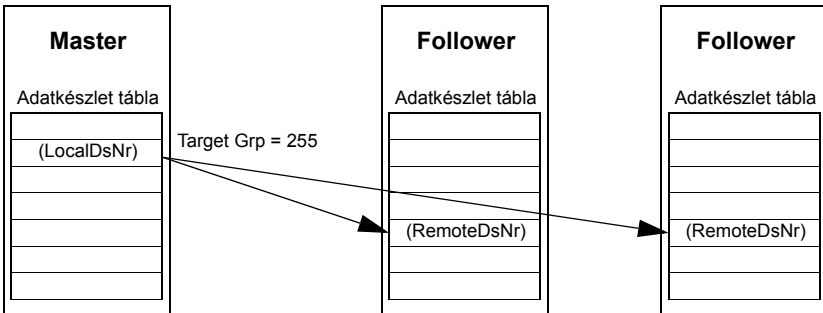 Master
Follower
Follower
Adatkészlet tábla
Adatkészlet tábla
Adatkészlet tábla
(LocalDsNr)
Target Grp = 255
(RemoteDsNr)
(RemoteDsNr)